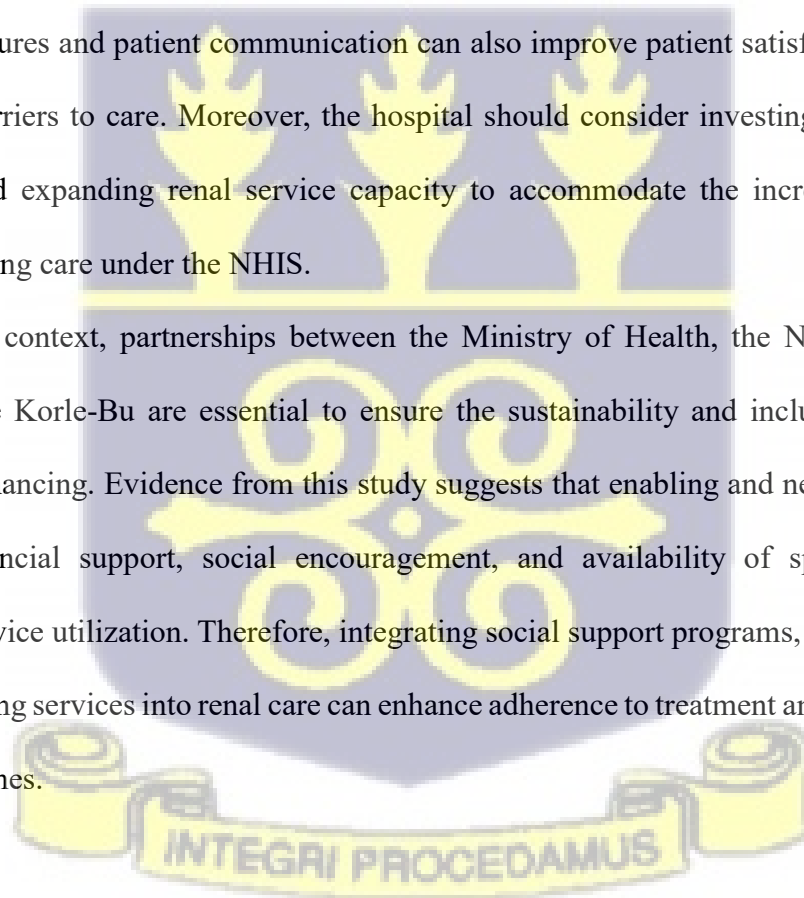 ures and patient communication can also improve patient satisf
rriers to care. Moreover, the hospital should consider investing
d expanding renal service capacity to accommodate the incre
ng care under the NHIS.
context, partnerships between the Ministry of Health, the N
e Korle-Bu are essential to ensure the sustainability and inclu
nancing. Evidence from this study suggests that enabling and ne
ncial support, social encouragement, and availability of sp
vice utilization. Therefore, integrating social support programs,
ng services into renal care can enhance adherence to treatment an
nes.
INTEGRI PROCEDAMUS